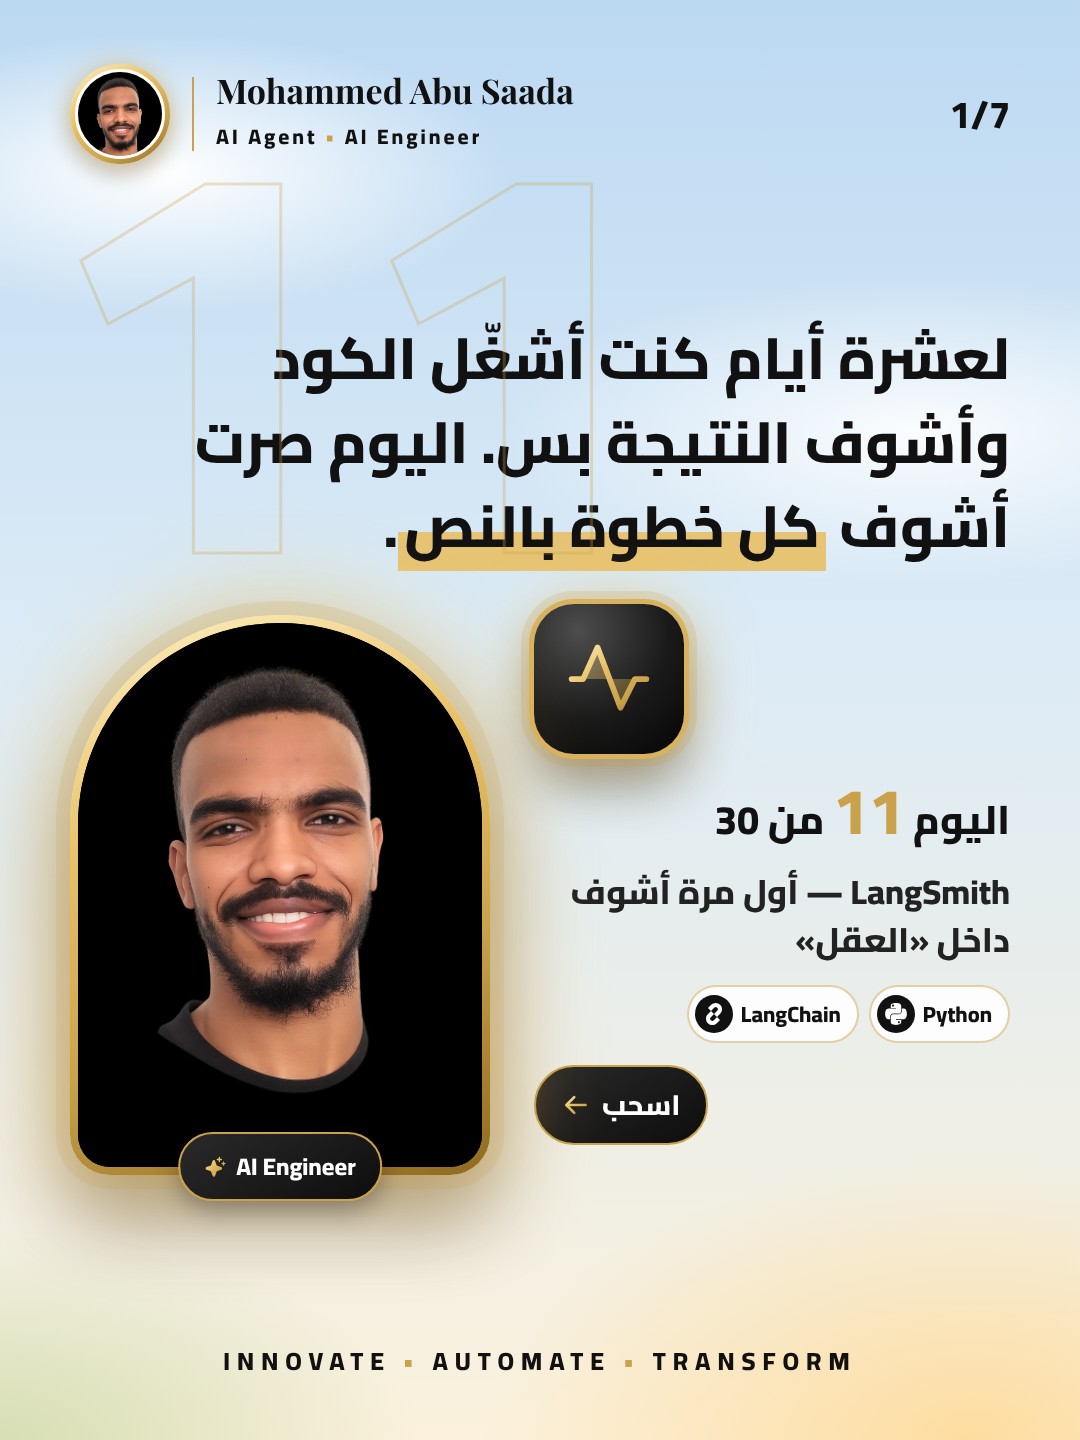 Mohammed Abu Saada
AI Agent ▪ AI Engineer
1/7
11
لعشرة أيام كنت أشغّل الكود
وأشوف النتيجة بس. اليوم صرت
أشوف كل خطوة بالنص.
اليوم 11 من 30
LangSmith — أول مرة أشوف
داخل «العقل»
Python
LangChain
اسحب ←
AI Engineer
INNOVATE ▪ AUTOMATE ▪ TRANSFORM